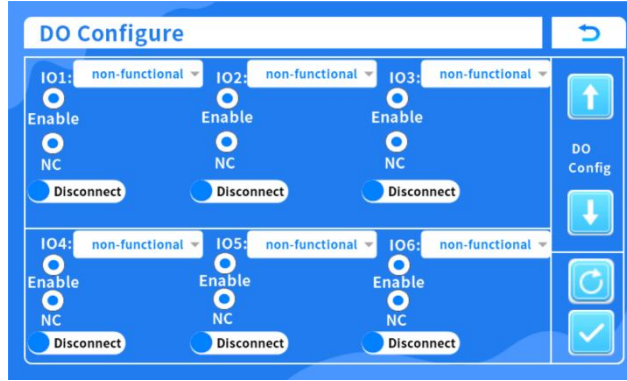 DO Configure
IO1: non-functional IO2: non-functional IO3: non-functional
Enable Enable Enable
NC NC NC
Disconnect Disconnect Disconnect
IO4: non-functional IO5: non-functional IO6: non-functional
Enable Enable Enable
NC NC NC
Disconnect Disconnect Disconnect
DO
Config